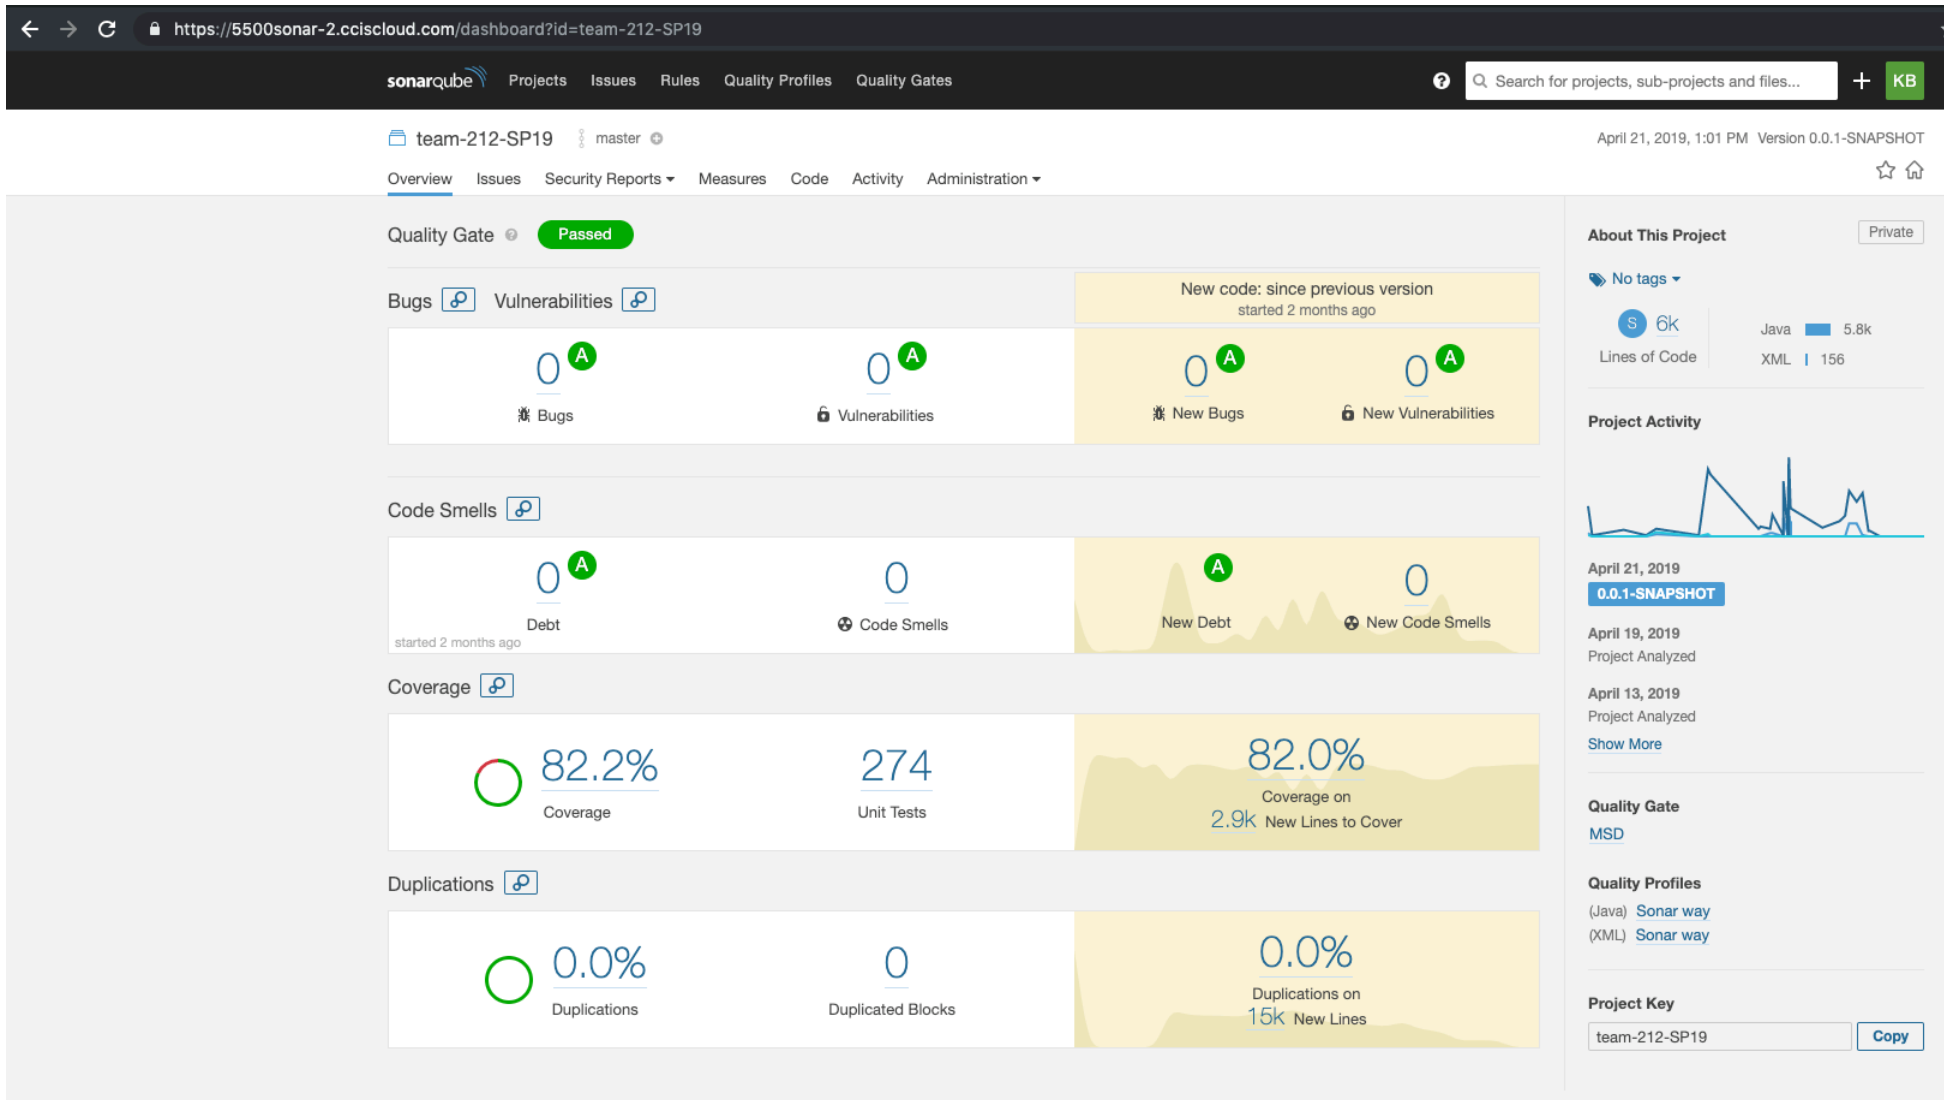 https://5500sonar-2.cciscloud.com/dashboard?id=team-212-SP19
sonarqube Projects Issues Rules Quality Profiles Quality Gates
Search for projects, sub-projects and files... KB
team-212-SP19 master
April 21, 2019, 1:01 PM Version 0.0.1-SNAPSHOT
Overview Issues Security Reports Measures Code Activity Administration
Quality Gate Passed
Bugs Vulnerabilities
New code: since previous version
started 2 months ago
0 A
Bugs
0 A
Vulnerabilities
0 A
New Bugs
0 A
New Vulnerabilities
Code Smells
0 A
Debt
started 2 months ago
0
Code Smells
A
New Debt
0
New Code Smells
Coverage
82.2%
Coverage
274
Unit Tests
82.0%
Coverage on
2.9k New Lines to Cover
Duplications
0.0%
Duplications
0
Duplicated Blocks
0.0%
Duplications on
15k New Lines
About This Project Private
No tags
S 6k
Lines of Code
Java 5.8k
XML 156
Project Activity
April 21, 2019
0.0.1-SNAPSHOT
April 19, 2019
Project Analyzed
April 13, 2019
Project Analyzed
Show More
Quality Gate
MSD
Quality Profiles
(Java) Sonar way
(XML) Sonar way
Project Key
team-212-SP19 Copy